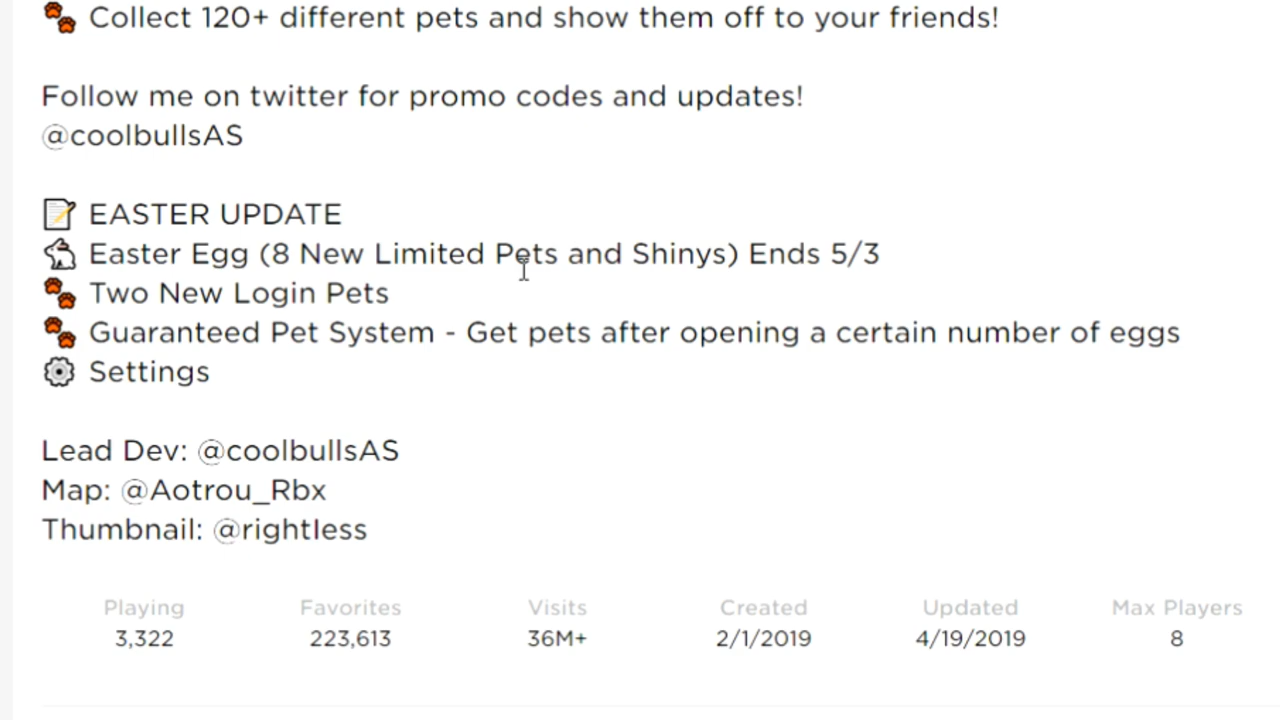 🐾 Collect 120+ different pets and show them off to your friends!
Follow me on twitter for promo codes and updates!
@coolbullsAS
📝 EASTER UPDATE
🐇 Easter Egg (8 New Limited Pets and Shinys) Ends 5/3
🐾 Two New Login Pets
🐾 Guaranteed Pet System - Get pets after opening a certain number of eggs
⚙ Settings
Lead Dev: @coolbullsAS
Map: @Aotrou_Rbx
Thumbnail: @rightless
Playing Favorites Visits Created Updated Max Players
3,322 223,613 36M+ 2/1/2019 4/19/2019 8